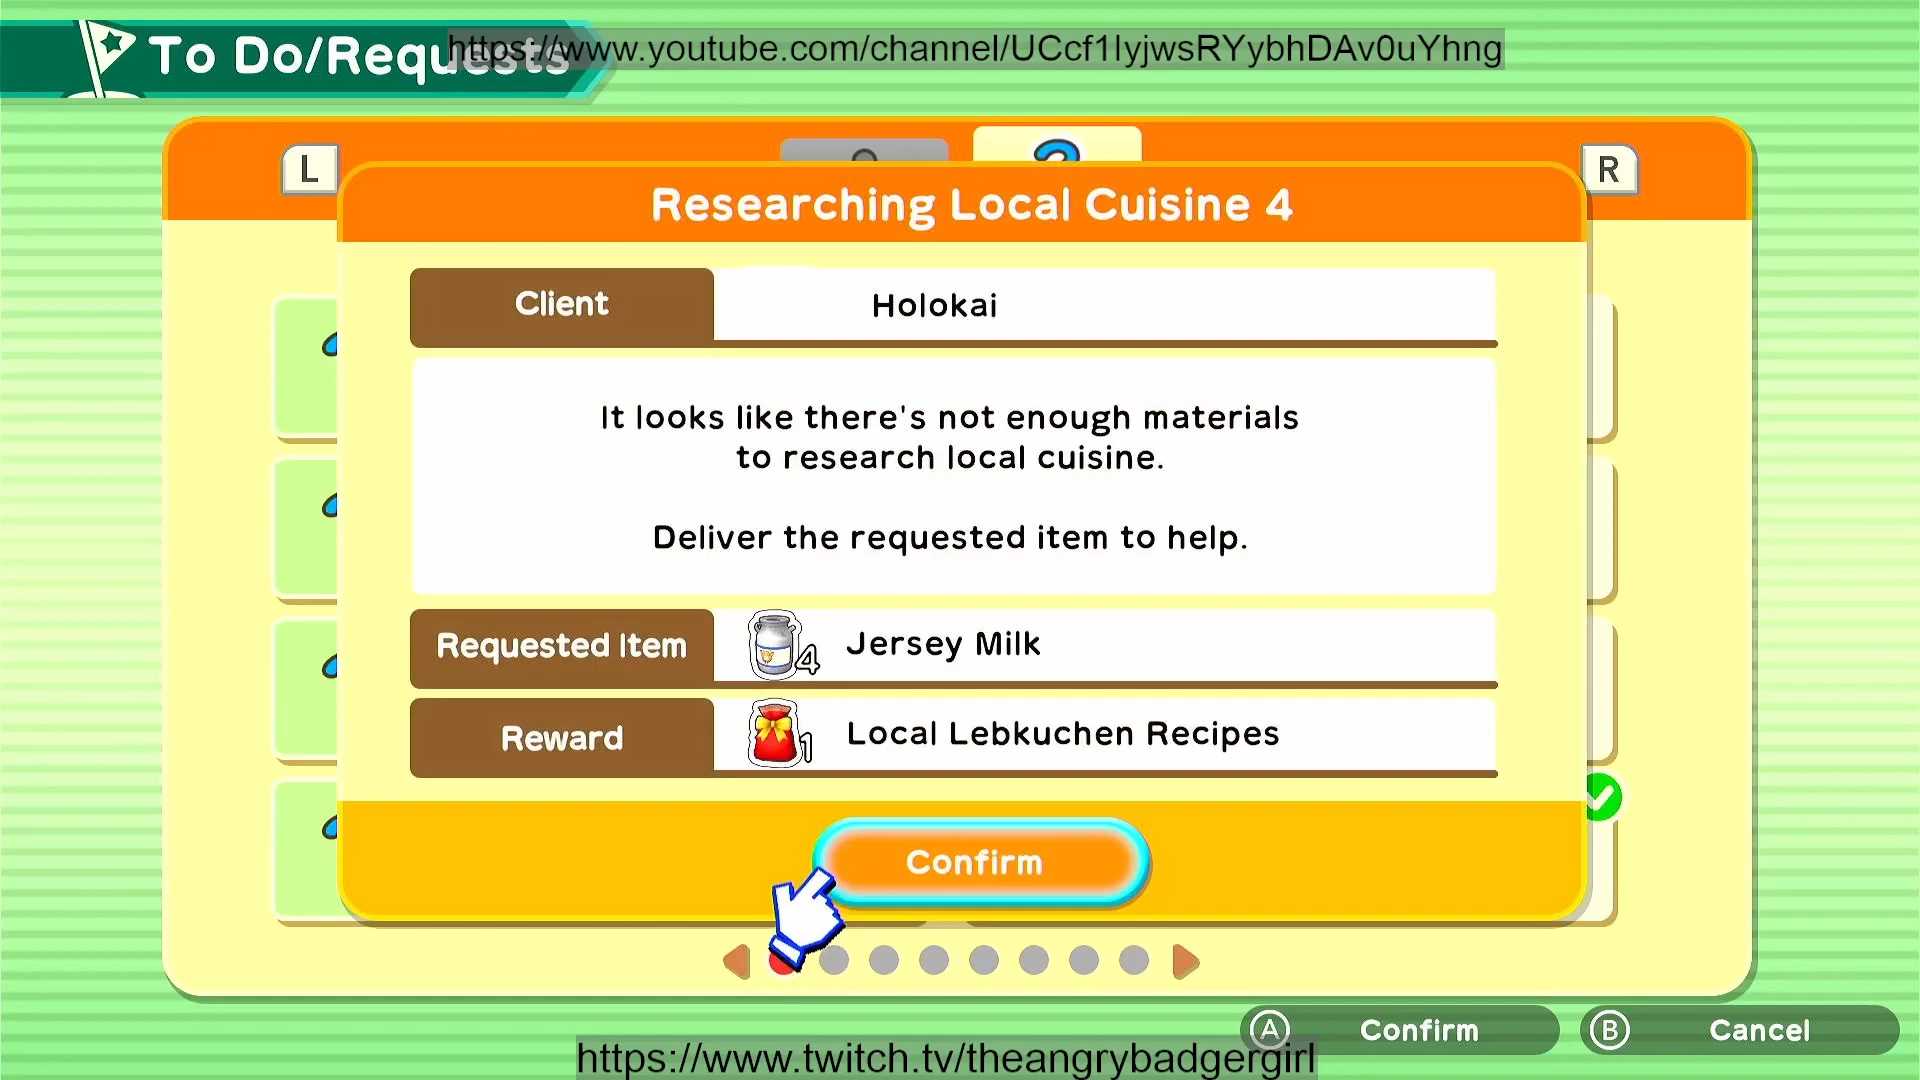 To Do/Requests
https://www.youtube.com/channel/UCcf1IyjwsRYybhDAv0uYhng
L
R
Researching Local Cuisine 4
Client
Holokai
It looks like there's not enough materials
to research local cuisine.
Deliver the requested item to help.
Requested Item
4
Jersey Milk
Reward
1
Local Lebkuchen Recipes
Confirm
A Confirm
B Cancel
https://www.twitch.tv/theangrybadgergirl